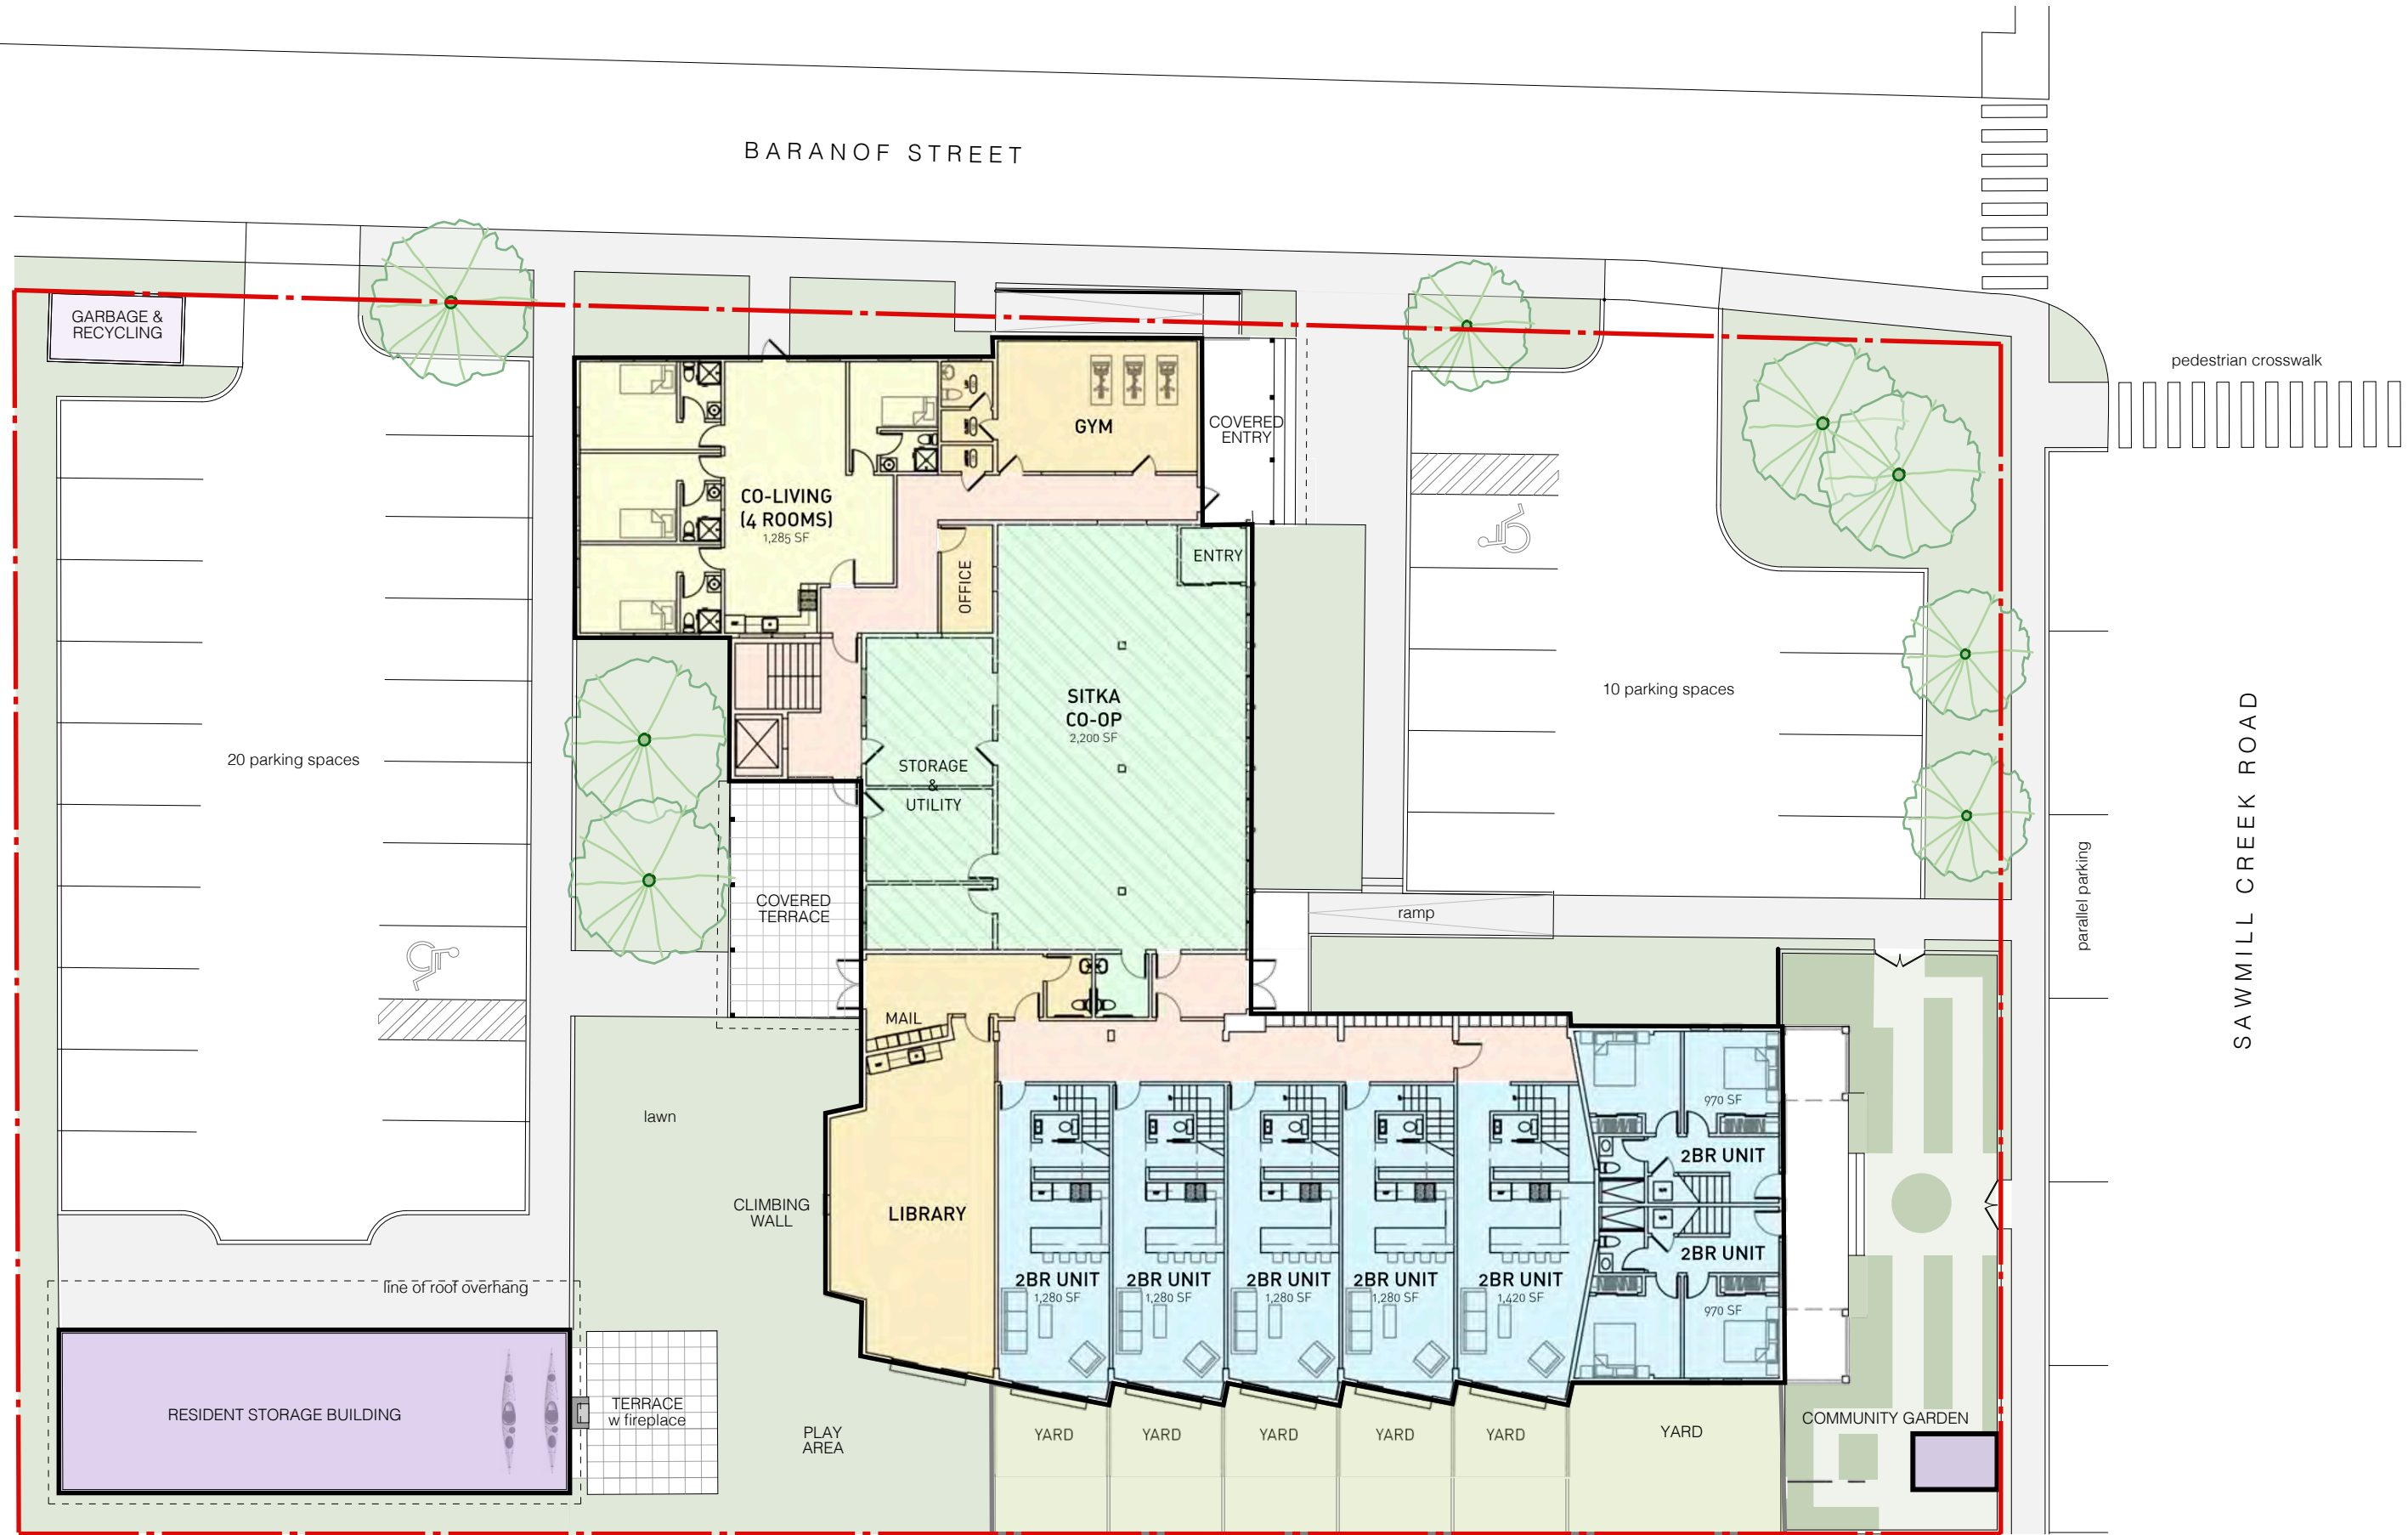 BARANOF STREET
GARBAGE &
RECYCLING
pedestrian crosswalk
COVERED
ENTRY
GYM
CO-LIVING
(4 ROOMS)
1,285 SF
ENTRY
OFFICE
SITKA
CO-OP
2,200 SF
10 parking spaces
20 parking spaces
STORAGE
&
UTILITY
SAWMILL CREEK ROAD
parallel parking
COVERED
TERRACE
ramp
MAIL
lawn
970 SF
2BR UNIT
CLIMBING
WALL
LIBRARY
2BR UNIT
2BR UNIT
1,280 SF
2BR UNIT
1,280 SF
2BR UNIT
1,280 SF
2BR UNIT
1,280 SF
2BR UNIT
1,420 SF
970 SF
line of roof overhang
RESIDENT STORAGE BUILDING
TERRACE
w fireplace
PLAY
AREA
YARD
YARD
YARD
YARD
YARD
YARD
COMMUNITY GARDEN